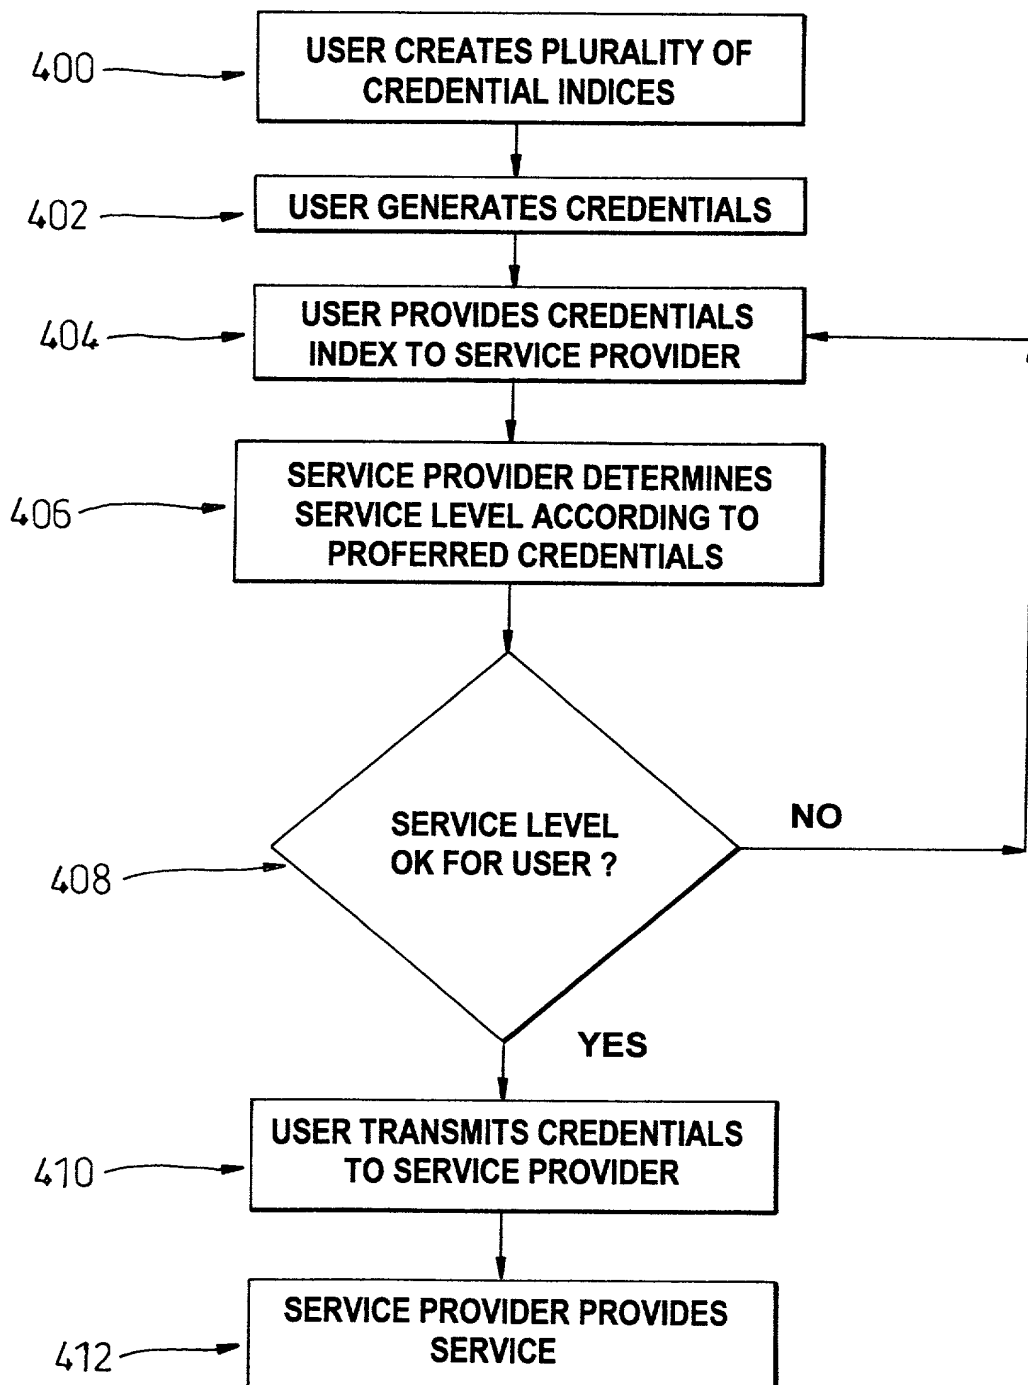 400
USER CREATES PLURALITY OF
CREDENTIAL INDICES
402
USER GENERATES CREDENTIALS
404
USER PROVIDES CREDENTIALS
INDEX TO SERVICE PROVIDER
406
SERVICE PROVIDER DETERMINES
SERVICE LEVEL ACCORDING TO
PROFERRED CREDENTIALS
408
SERVICE LEVEL
OK FOR USER ?
NO
YES
410
USER TRANSMITS CREDENTIALS
TO SERVICE PROVIDER
412
SERVICE PROVIDER PROVIDES
SERVICE